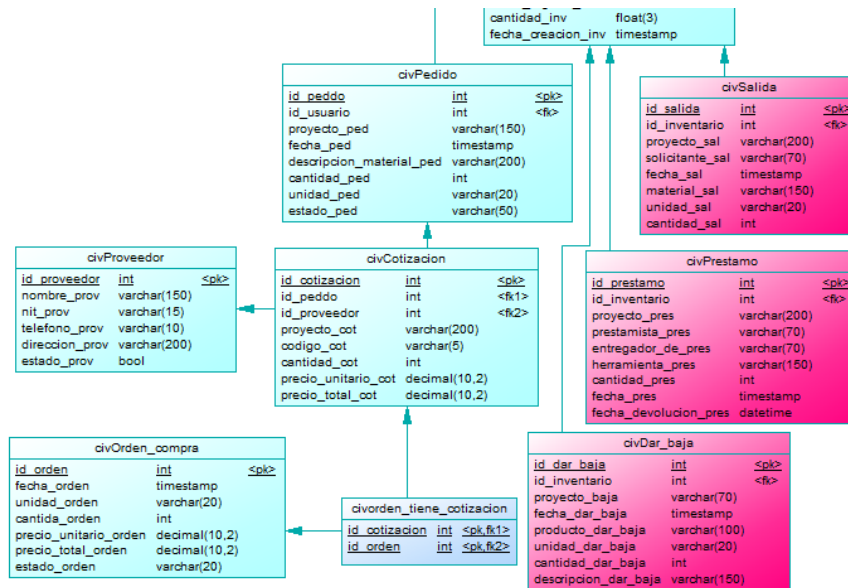 cantidad_inv float(3)
fecha_creacion_inv timestamp
civPedido
id_peddo int <pk>
id_usuario int <fk>
proyecto_ped varchar(150)
fecha_ped timestamp
descripcion_material_ped varchar(200)
cantidad_ped int
unidad_ped varchar(20)
estado_ped varchar(50)
civSalida
id_salida int <pk>
id_inventario int <fk>
proyecto_sal varchar(200)
solicitante_sal varchar(70)
fecha_sal timestamp
material_sal varchar(150)
unidad_sal varchar(20)
cantidad_sal int
civProveedor
id_proveedor int <pk>
nombre_prov varchar(150)
nit_prov varchar(15)
telefono_prov varchar(10)
direccion_prov varchar(200)
estado_prov bool
civCotizacion
id_cotizacion int <pk>
id_peddo int <fk1>
id_proveedor int <fk2>
proyecto_cot varchar(200)
codigo_cot varchar(5)
cantidad_cot int
precio_unitario_cot decimal(10,2)
precio_total_cot decimal(10,2)
civPrestamo
id_prestamo int <pk>
id_inventario int <fk>
proyecto_pres varchar(200)
prestamista_pres varchar(70)
entregador_de_pres varchar(70)
herramienta_pres varchar(150)
cantidad_pres int
fecha_pres timestamp
fecha_devolucion_pres datetime
civOrden_compra
id_orden int <pk>
fecha_orden timestamp
unidad_orden varchar(20)
cantida_orden int
precio_unitario_orden decimal(10,2)
precio_total_orden decimal(10,2)
estado_orden varchar(20)
civorden_tiene_cotizacion
id_cotizacion int <pk,fk1>
id_orden int <pk,fk2>
civDar_baja
id_dar_baja int <pk>
id_inventario int <fk>
proyecto_baja varchar(70)
fecha_dar_baja timestamp
producto_dar_baja varchar(100)
unidad_dar_baja varchar(20)
cantidad_dar_baja int
descripcion_dar_baja varchar(150)